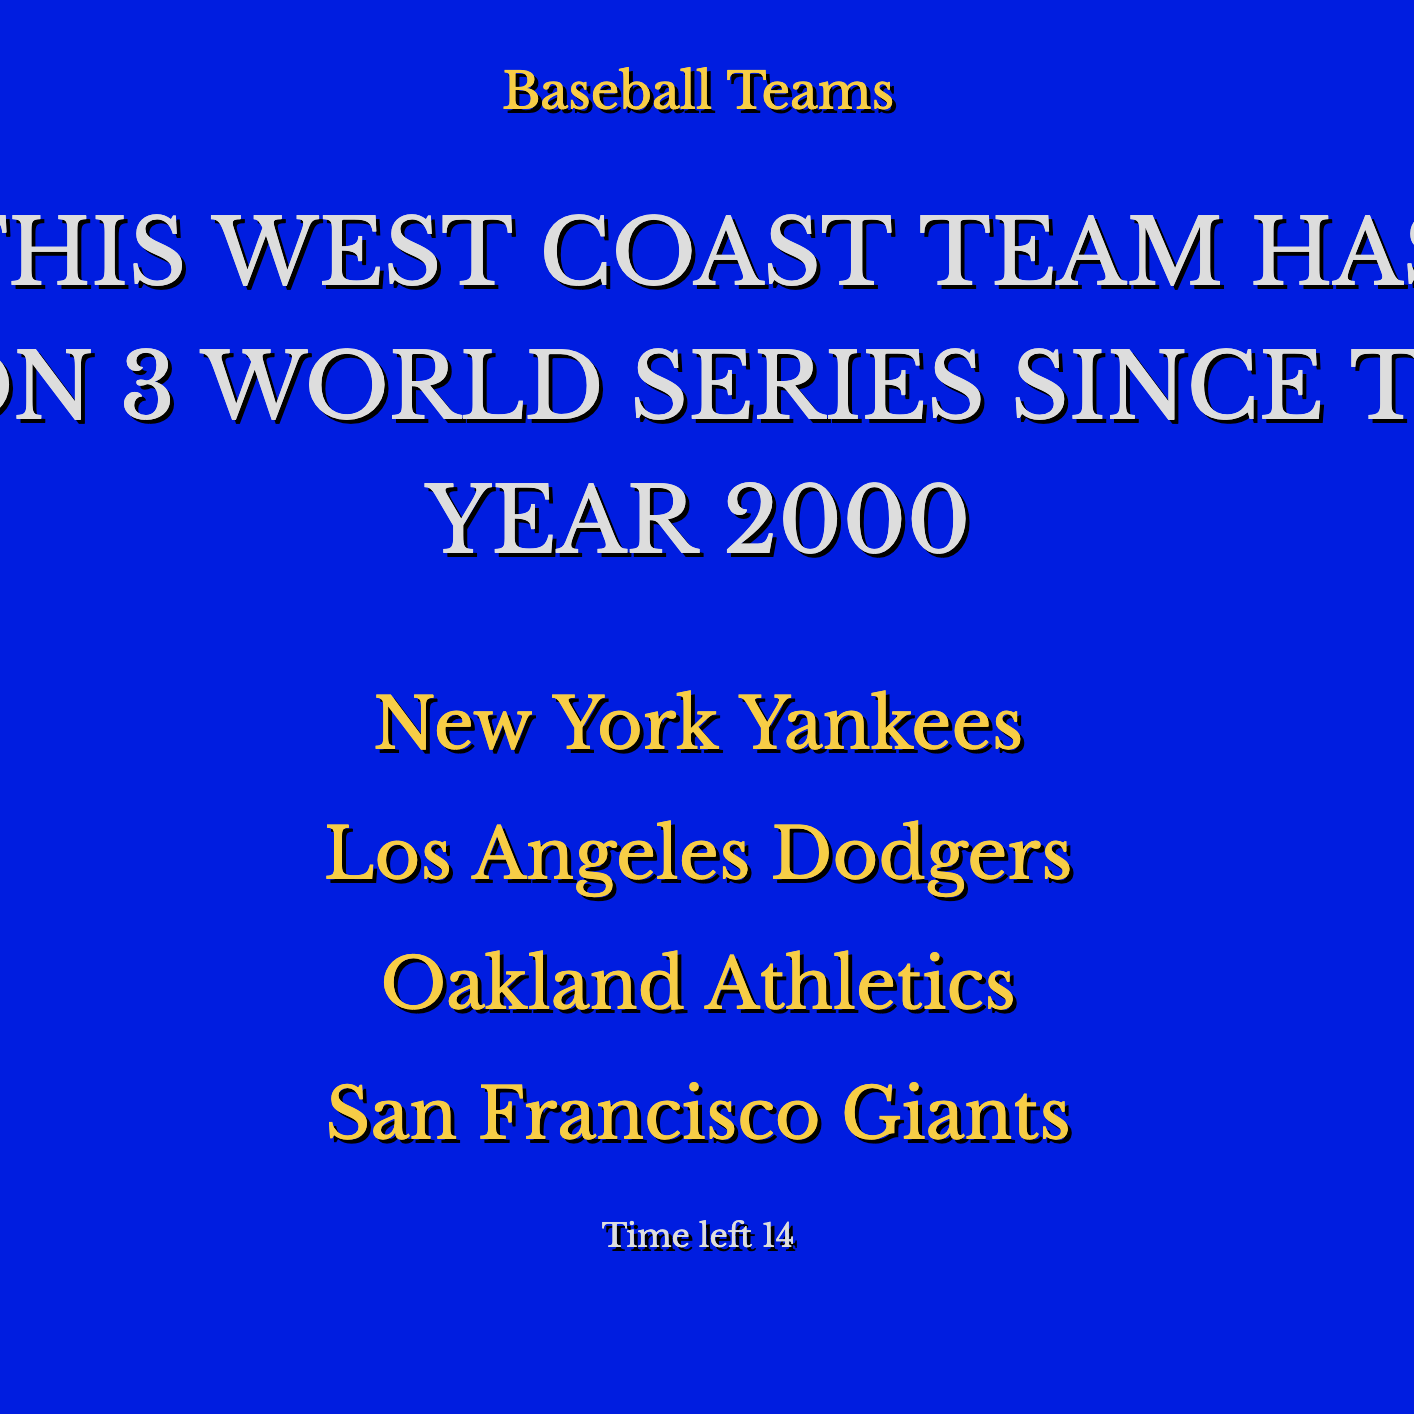 Baseball Teams
THIS WEST COAST TEAM HAS
ON 3 WORLD SERIES SINCE T
YEAR 2000
New York Yankees
Los Angeles Dodgers
Oakland Athletics
San Francisco Giants
Time left 14